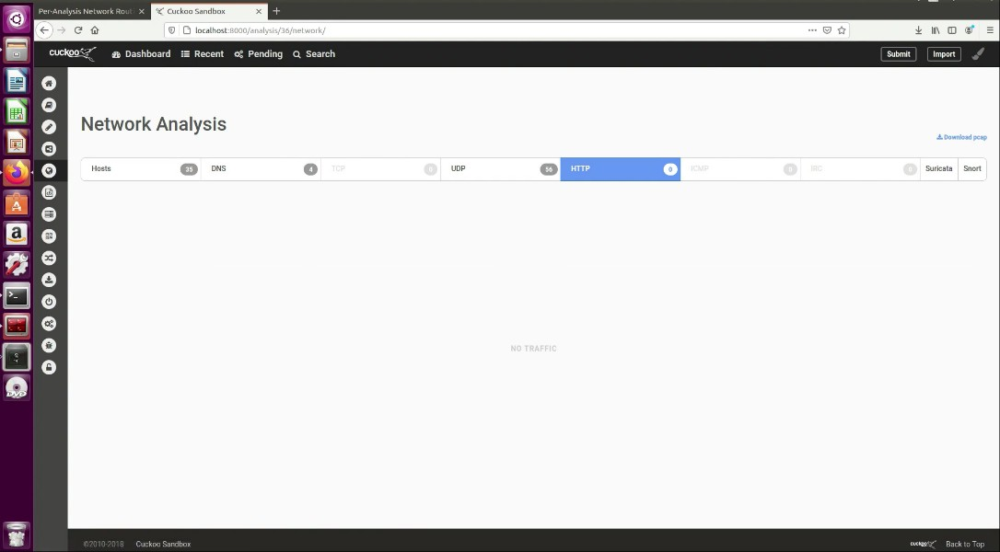 Per-Analysis Network Rout
Cuckoo Sandbox
localhost:8000/analysis/36/network/
cuckoo Dashboard Recent Pending Search Submit Import
Network Analysis
Download pcap
Hosts 35 DNS 4 TCP 0 UDP 56 HTTP 0 ICMP 0 IRC 0 Suricata Snort
NO TRAFFIC
©2010-2018 Cuckoo Sandbox cuckoo Back to Top